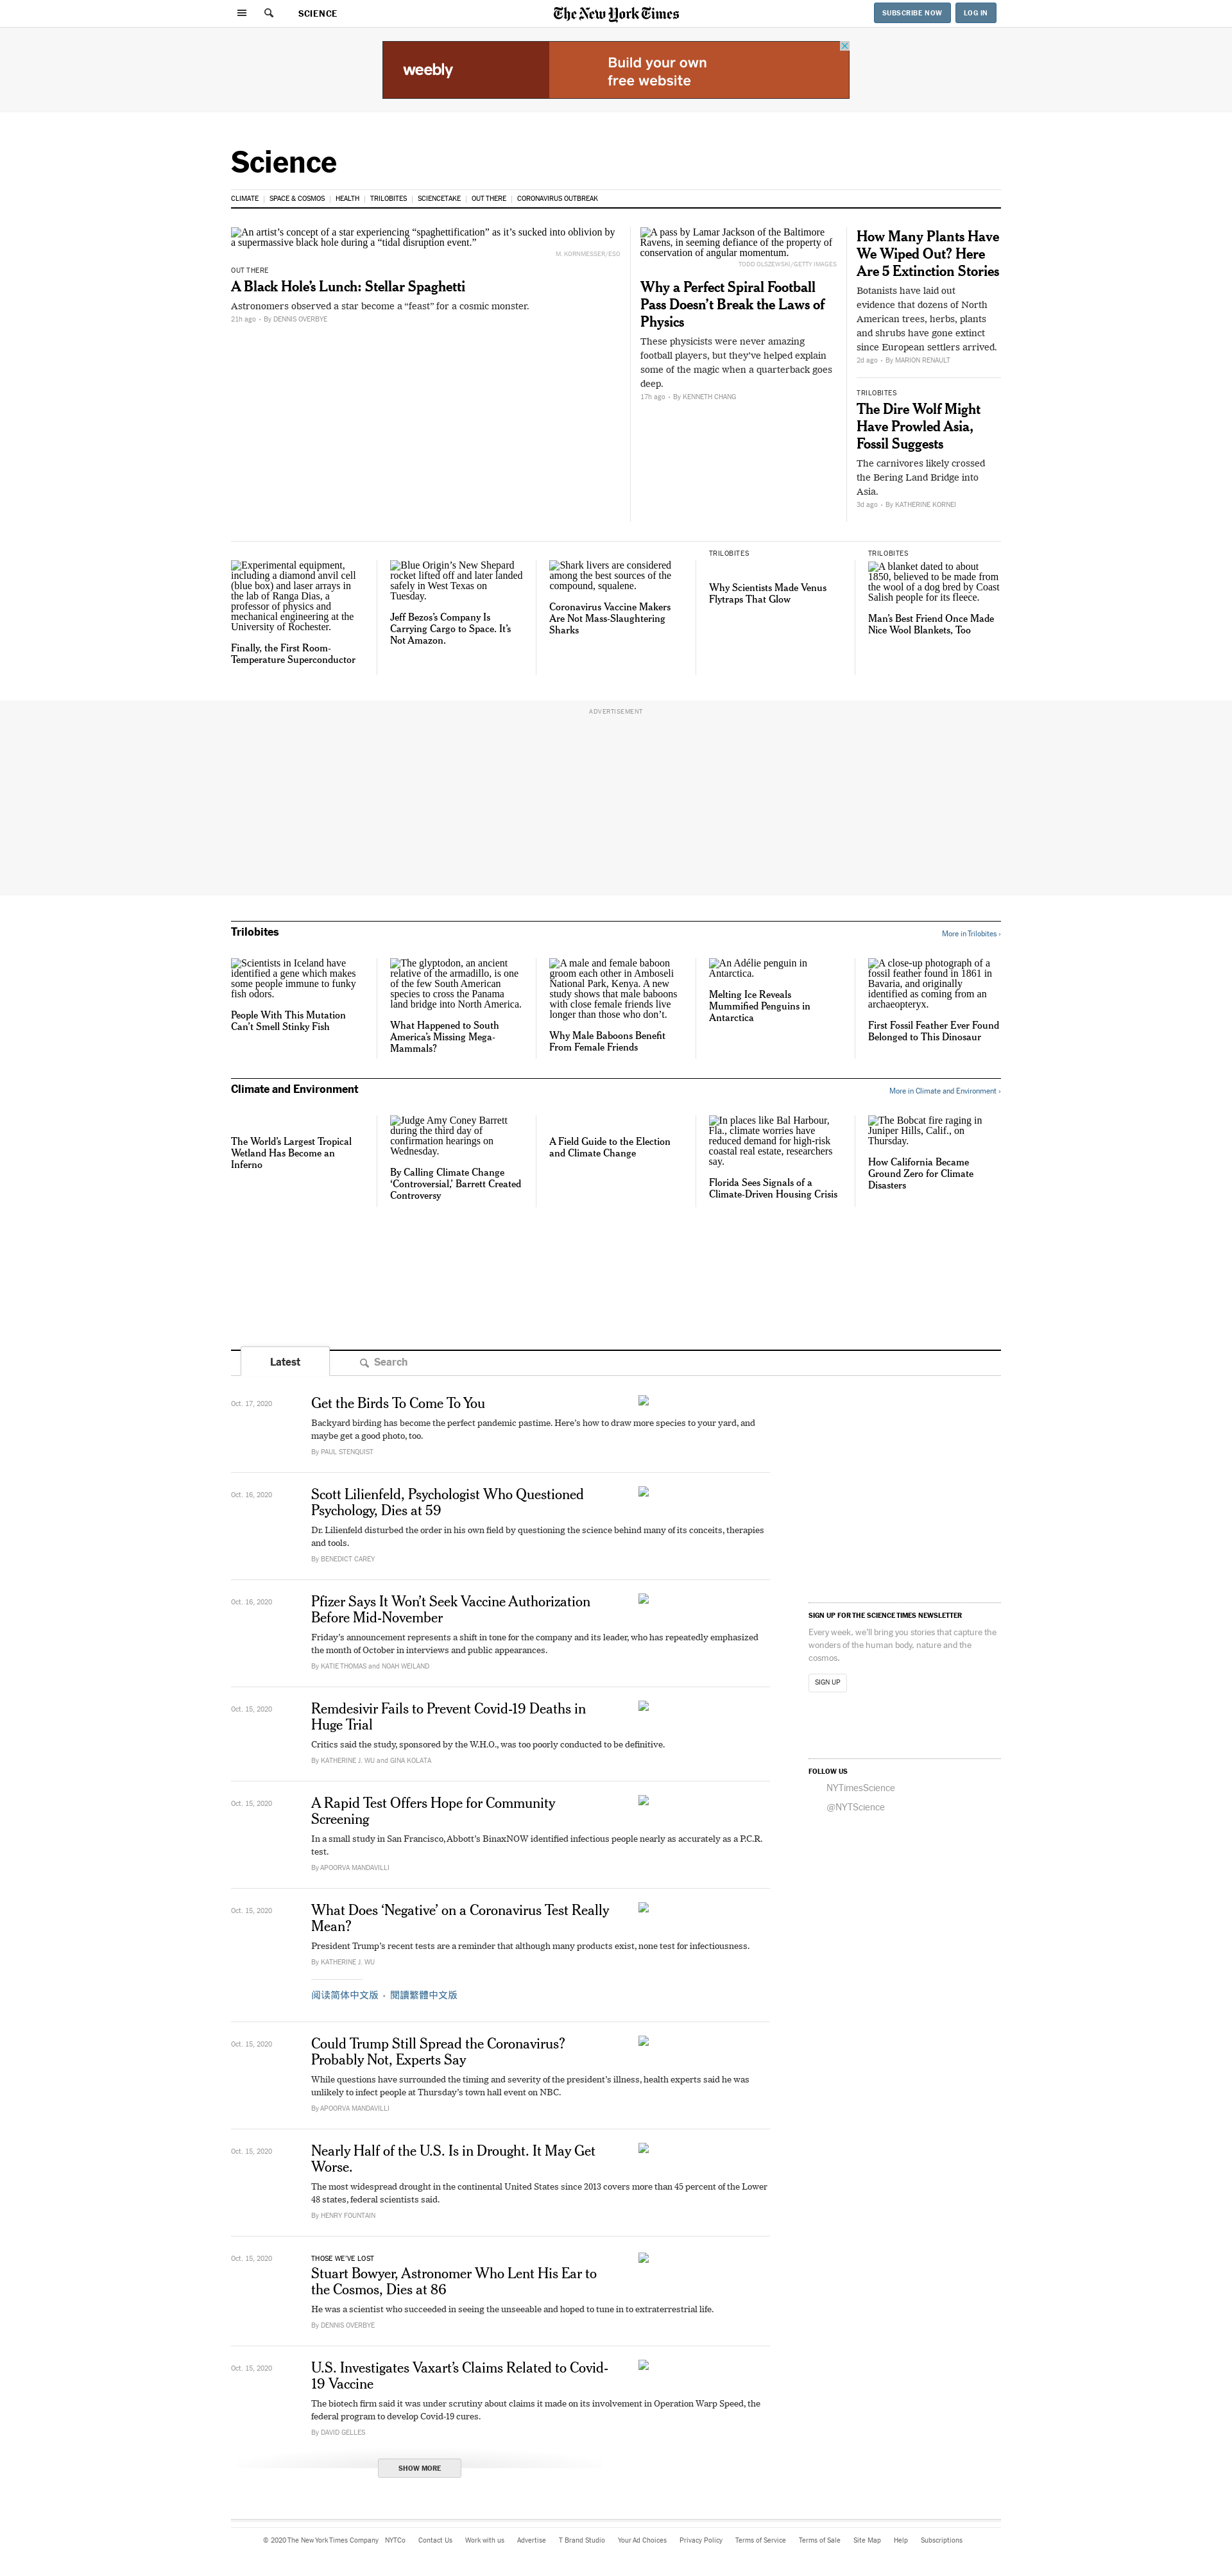 SCIENCE
The New York Times
SUBSCRIBE NOW
LOG IN
weebly
Build your own
free website
Science
CLIMATE | SPACE & COSMOS | HEALTH | TRILOBITES | SCIENCETAKE | OUT THERE | CORONAVIRUS OUTBREAK
An artist’s concept of a star experiencing “spaghettification” as it’s sucked into oblivion by
a supermassive black hole during a “tidal disruption event.”
M. KORNMESSER/ESO
OUT THERE
A Black Hole’s Lunch: Stellar Spaghetti
Astronomers observed a star become a “feast” for a cosmic monster.
21h ago • By DENNIS OVERBYE
A pass by Lamar Jackson of the Baltimore
Ravens, in seeming defiance of the property of
conservation of angular momentum.
TODD OLSZEWSKI/GETTY IMAGES
Why a Perfect Spiral Football
Pass Doesn’t Break the Laws of
Physics
These physicists were never amazing
football players, but they’ve helped explain
some of the magic when a quarterback goes
deep.
17h ago • By KENNETH CHANG
How Many Plants Have
We Wiped Out? Here
Are 5 Extinction Stories
Botanists have laid out
evidence that dozens of North
American trees, herbs, plants
and shrubs have gone extinct
since European settlers arrived.
2d ago • By MARION RENAULT
TRILOBITES
The Dire Wolf Might
Have Prowled Asia,
Fossil Suggests
The carnivores likely crossed
the Bering Land Bridge into
Asia.
3d ago • By KATHERINE KORNEI
Experimental equipment,
including a diamond anvil cell
(blue box) and laser arrays in
the lab of Ranga Dias, a
professor of physics and
mechanical engineering at the
University of Rochester.
Finally, the First Room-
Temperature Superconductor
Blue Origin’s New Shepard
rocket lifted off and later landed
safely in West Texas on
Tuesday.
Jeff Bezos’s Company Is
Carrying Cargo to Space. It’s
Not Amazon.
Shark livers are considered
among the best sources of the
compound, squalene.
Coronavirus Vaccine Makers
Are Not Mass-Slaughtering
Sharks
TRILOBITES
Why Scientists Made Venus
Flytraps That Glow
TRILOBITES
A blanket dated to about
1850, believed to be made from
the wool of a dog bred by Coast
Salish people for its fleece.
Man’s Best Friend Once Made
Nice Wool Blankets, Too
ADVERTISEMENT
Trilobites
More in Trilobites ›
Scientists in Iceland have
identified a gene which makes
some people immune to funky
fish odors.
People With This Mutation
Can’t Smell Stinky Fish
The glyptodon, an ancient
relative of the armadillo, is one
of the few South American
species to cross the Panama
land bridge into North America.
What Happened to South
America’s Missing Mega-
Mammals?
A male and female baboon
groom each other in Amboseli
National Park, Kenya. A new
study shows that male baboons
with close female friends live
longer than those who don’t.
Why Male Baboons Benefit
From Female Friends
An Adélie penguin in
Antarctica.
Melting Ice Reveals
Mummified Penguins in
Antarctica
A close-up photograph of a
fossil feather found in 1861 in
Bavaria, and originally
identified as coming from an
archaeopteryx.
First Fossil Feather Ever Found
Belonged to This Dinosaur
Climate and Environment
More in Climate and Environment ›
The World’s Largest Tropical
Wetland Has Become an
Inferno
Judge Amy Coney Barrett
during the third day of
confirmation hearings on
Wednesday.
By Calling Climate Change
‘Controversial,’ Barrett Created
Controversy
A Field Guide to the Election
and Climate Change
In places like Bal Harbour,
Fla., climate worries have
reduced demand for high-risk
coastal real estate, researchers
say.
Florida Sees Signals of a
Climate-Driven Housing Crisis
The Bobcat fire raging in
Juniper Hills, Calif., on
Thursday.
How California Became
Ground Zero for Climate
Disasters
Latest
Search
Oct. 17, 2020
Get the Birds To Come To You
Backyard birding has become the perfect pandemic pastime. Here’s how to draw more species to your yard, and
maybe get a good photo, too.
By PAUL STENQUIST
Oct. 16, 2020
Scott Lilienfeld, Psychologist Who Questioned
Psychology, Dies at 59
Dr. Lilienfeld disturbed the order in his own field by questioning the science behind many of its conceits, therapies
and tools.
By BENEDICT CAREY
Oct. 16, 2020
Pfizer Says It Won’t Seek Vaccine Authorization
Before Mid-November
Friday’s announcement represents a shift in tone for the company and its leader, who has repeatedly emphasized
the month of October in interviews and public appearances.
By KATIE THOMAS and NOAH WEILAND
Oct. 15, 2020
Remdesivir Fails to Prevent Covid-19 Deaths in
Huge Trial
Critics said the study, sponsored by the W.H.O., was too poorly conducted to be definitive.
By KATHERINE J. WU and GINA KOLATA
Oct. 15, 2020
A Rapid Test Offers Hope for Community
Screening
In a small study in San Francisco, Abbott’s BinaxNOW identified infectious people nearly as accurately as a P.C.R.
test.
By APOORVA MANDAVILLI
Oct. 15, 2020
What Does ‘Negative’ on a Coronavirus Test Really
Mean?
President Trump’s recent tests are a reminder that although many products exist, none test for infectiousness.
By KATHERINE J. WU
阅读简体中文版 • 閱讀繁體中文版
Oct. 15, 2020
Could Trump Still Spread the Coronavirus?
Probably Not, Experts Say
While questions have surrounded the timing and severity of the president’s illness, health experts said he was
unlikely to infect people at Thursday’s town hall event on NBC.
By APOORVA MANDAVILLI
Oct. 15, 2020
Nearly Half of the U.S. Is in Drought. It May Get
Worse.
The most widespread drought in the continental United States since 2013 covers more than 45 percent of the Lower
48 states, federal scientists said.
By HENRY FOUNTAIN
Oct. 15, 2020
THOSE WE’VE LOST
Stuart Bowyer, Astronomer Who Lent His Ear to
the Cosmos, Dies at 86
He was a scientist who succeeded in seeing the unseeable and hoped to tune in to extraterrestrial life.
By DENNIS OVERBYE
Oct. 15, 2020
U.S. Investigates Vaxart’s Claims Related to Covid-
19 Vaccine
The biotech firm said it was under scrutiny about claims it made on its involvement in Operation Warp Speed, the
federal program to develop Covid-19 cures.
By DAVID GELLES
SHOW MORE
SIGN UP FOR THE SCIENCE TIMES NEWSLETTER
Every week, we’ll bring you stories that capture the
wonders of the human body, nature and the
cosmos.
SIGN UP
FOLLOW US
NYTimesScience
@NYTScience
© 2020 The New York Times Company NYTCo Contact Us Work with us Advertise T Brand Studio Your Ad Choices Privacy Policy Terms of Service Terms of Sale Site Map Help Subscriptions